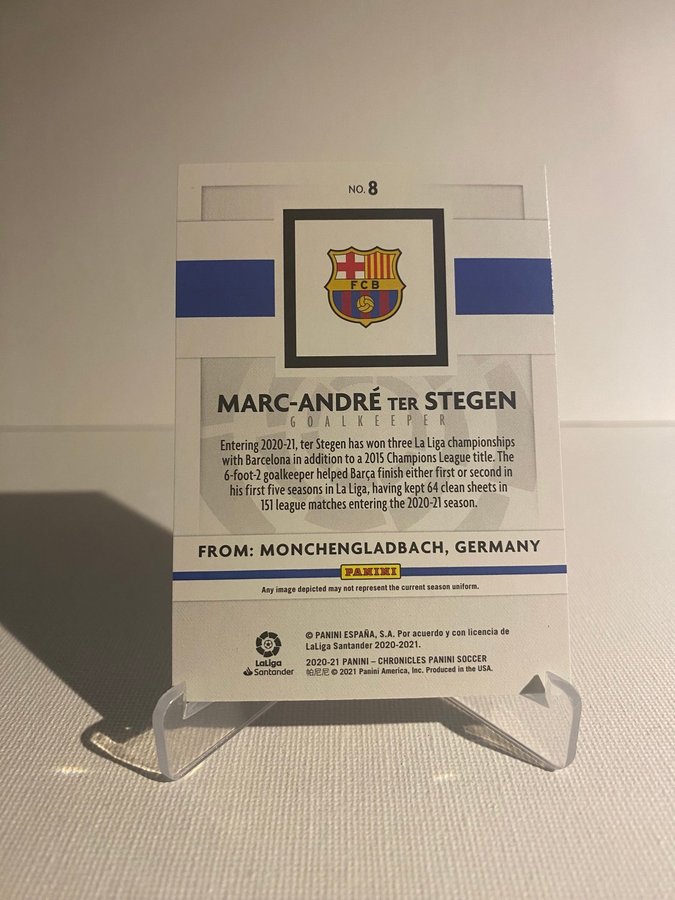 NO. 8
FCB
MARC-ANDRÉ TER STEGEN
GOALKEEPER
Entering 2020-21, ter Stegen has won three La Liga championships
with Barcelona in addition to a 2015 Champions League title. The
6-foot-2 goalkeeper helped Barça finish either first or second in
his first five seasons in La Liga, having kept 64 clean sheets in
151 league matches entering the 2020-21 season.
FROM: MONCHENGLADBACH, GERMANY
PANINI
Any image depicted may not represent the current season uniform.
LaLiga
Santander
© PANINI ESPAÑA, S.A. Por acuerdo y con licencia de
LaLiga Santander 2020-2021.
2020-21 PANINI – CHRONICLES PANINI SOCCER
帕尼尼 © 2021 Panini America, Inc. Produced in the USA.